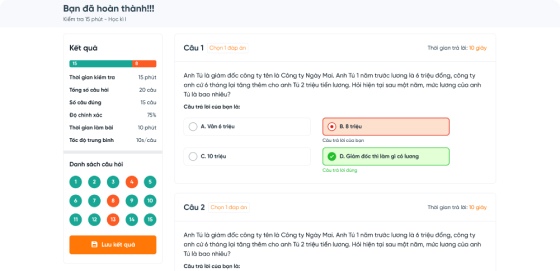 Bạn đã hoàn thành!!!
Kiểm tra 15 phút - Học kì I
Kết quả
15
5
Thời gian kiểm tra
15 phút
Tổng số câu hỏi
20 câu
Số câu đúng
15 câu
Độ chính xác
75%
Thời gian làm bài
10 phút
Tốc độ trung bình
10s/câu
Danh sách câu hỏi
1 2 3 4 5
6 7 8 9 10
11 12 13 14 15
Lưu kết quả
Câu 1 Chọn 1 đáp án
Thời gian trả lời: 10 giây
Anh Tú là giám đốc công ty tên là Công ty Ngày Mai. Anh Tú 1 năm trước lương là 6 triệu đồng, công ty
anh cứ 6 tháng lại tăng thêm cho anh Tú 2 triệu tiền lương. Hỏi hiện tại sau một năm, mức lương của anh
Tú là bao nhiêu?
Câu trả lời của bạn là:
A. Vẫn 6 triệu
B. 8 triệu
Câu trả lời của bạn
C. 10 triệu
D. Giám đốc thì làm gì có lương
Câu trả lời đúng
Câu 2 Chọn 1 đáp án
Thời gian trả lời: 10 giây
Anh Tú là giám đốc công ty tên là Công ty Ngày Mai. Anh Tú 1 năm trước lương là 6 triệu đồng, công ty
anh cứ 6 tháng lại tăng thêm cho anh Tú 2 triệu tiền lương. Hỏi hiện tại sau một năm, mức lương của anh
Tú là bao nhiêu?
Câu trả lời của bạn là: